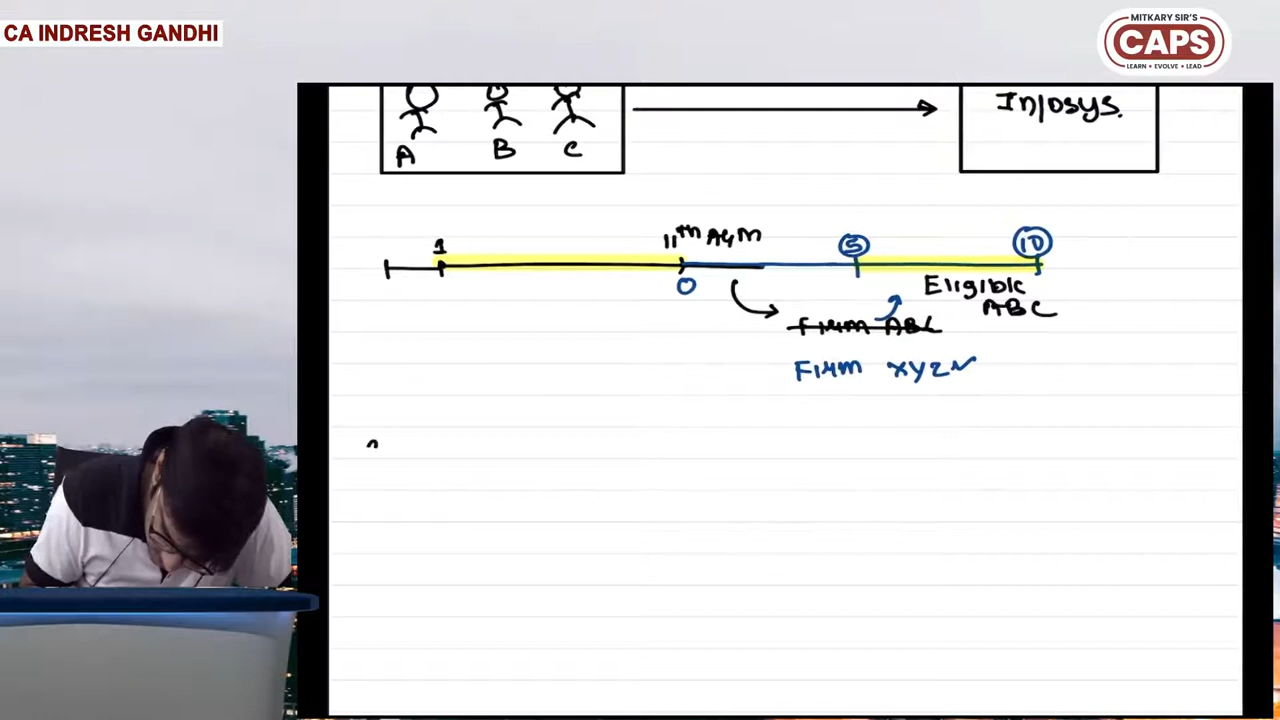 CA INDRESH GANDHI
MITKARY SIR'S
CAPS
LEARN • EVOLVE • LEAD
Infosys.
A B C
1
11th AGM
5
10
0
Eligible
ABC
Firm ABC
Firm XYZ